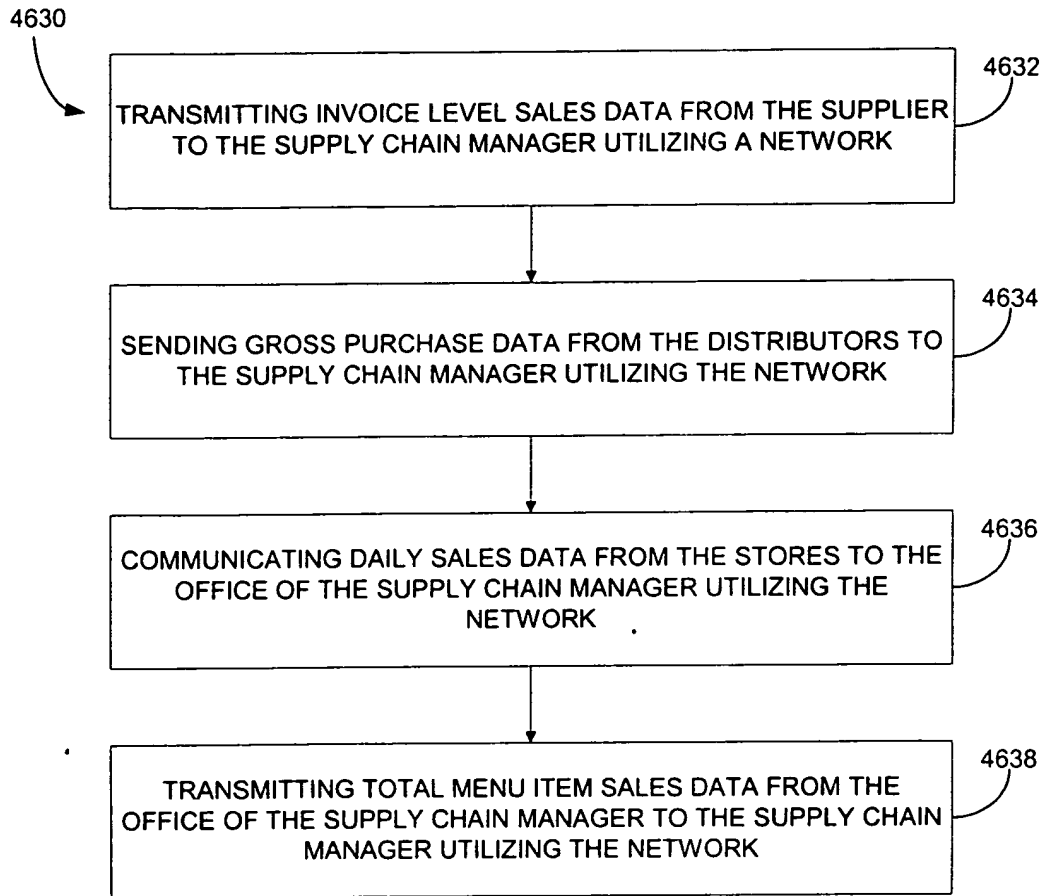 4630
4632
TRANSMITTING INVOICE LEVEL SALES DATA FROM THE SUPPLIER
TO THE SUPPLY CHAIN MANAGER UTILIZING A NETWORK
4634
SENDING GROSS PURCHASE DATA FROM THE DISTRIBUTORS TO
THE SUPPLY CHAIN MANAGER UTILIZING THE NETWORK
4636
COMMUNICATING DAILY SALES DATA FROM THE STORES TO THE
OFFICE OF THE SUPPLY CHAIN MANAGER UTILIZING THE
NETWORK
4638
TRANSMITTING TOTAL MENU ITEM SALES DATA FROM THE
OFFICE OF THE SUPPLY CHAIN MANAGER TO THE SUPPLY CHAIN
MANAGER UTILIZING THE NETWORK